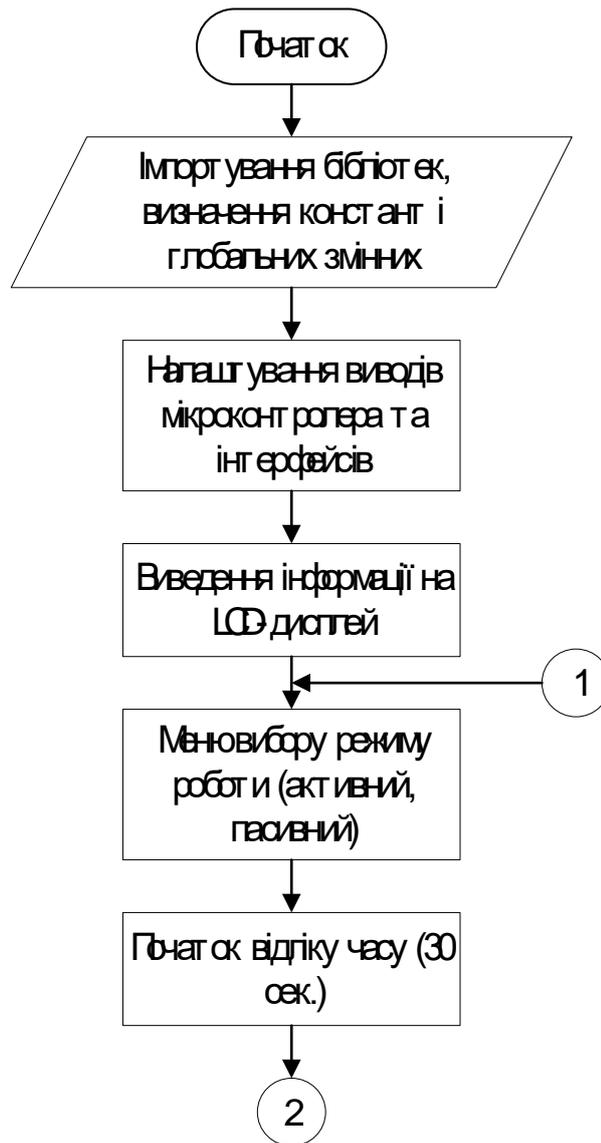 Початок
Імпортування бібліотек,
визначення констант і
глобальних змінних
Налаштування виводів
мікроконтролера та
інтерфейсів
Виведення інформації на
LCD-дисплей
1
Меню вибору режиму
роботи (активний,
пасивний)
Початок відліку часу (30
сек.)
2